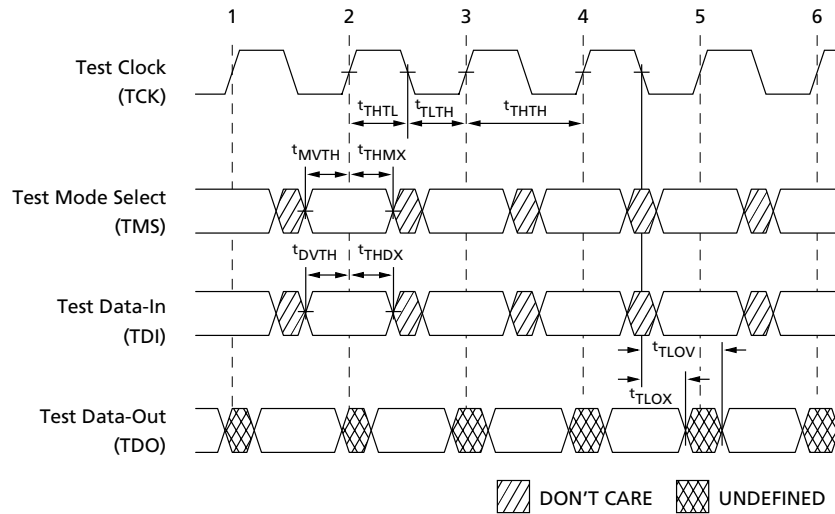 1 2 3 4 5 6
Test Clock
(TCK)
tTHTL tTLTH tTHTH
tMVTH tTHMX
Test Mode Select
(TMS)
tDVTH tTHDX
Test Data-In
(TDI)
tTLOV
tTLOX
Test Data-Out
(TDO)
DON'T CARE UNDEFINED